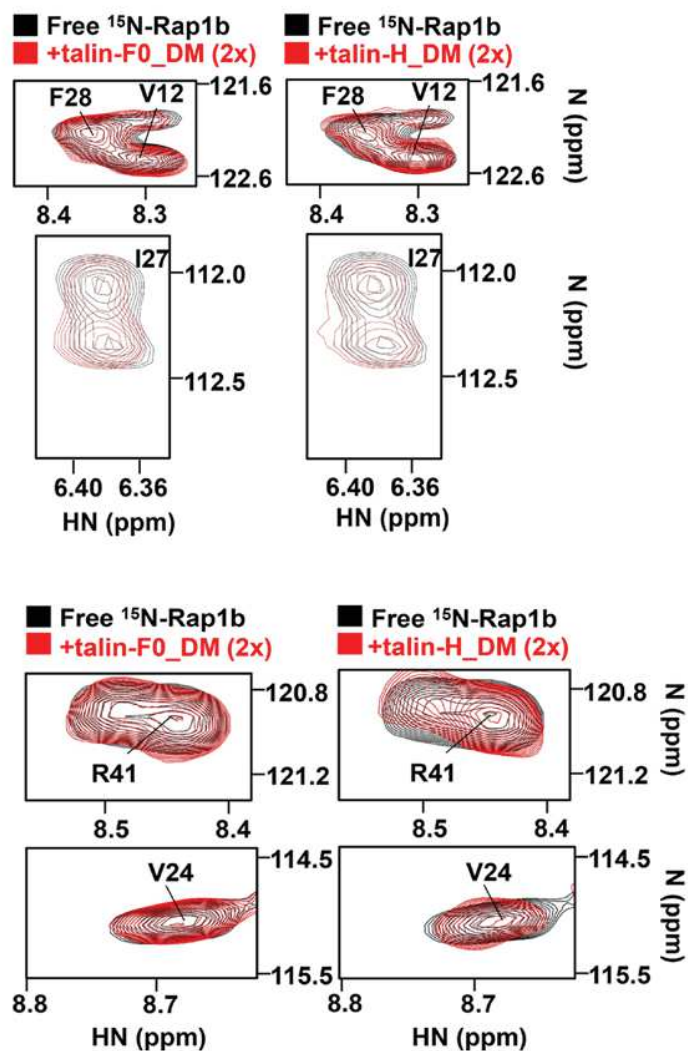 Free ¹⁵N-Rap1b
+talin-F0_DM (2x)
Free ¹⁵N-Rap1b
+talin-H_DM (2x)
F28
V12
121.6
122.6
8.4
8.3
F28
V12
121.6
122.6
8.4
8.3
N (ppm)
I27
112.0
112.5
6.40
6.36
HN (ppm)
I27
112.0
112.5
6.40
6.36
HN (ppm)
N (ppm)
Free ¹⁵N-Rap1b
+talin-F0_DM (2x)
Free ¹⁵N-Rap1b
+talin-H_DM (2x)
R41
120.8
121.2
8.5
8.4
R41
120.8
121.2
8.5
8.4
N (ppm)
V24
114.5
115.5
8.8
8.7
HN (ppm)
V24
114.5
115.5
8.8
8.7
HN (ppm)
N (ppm)